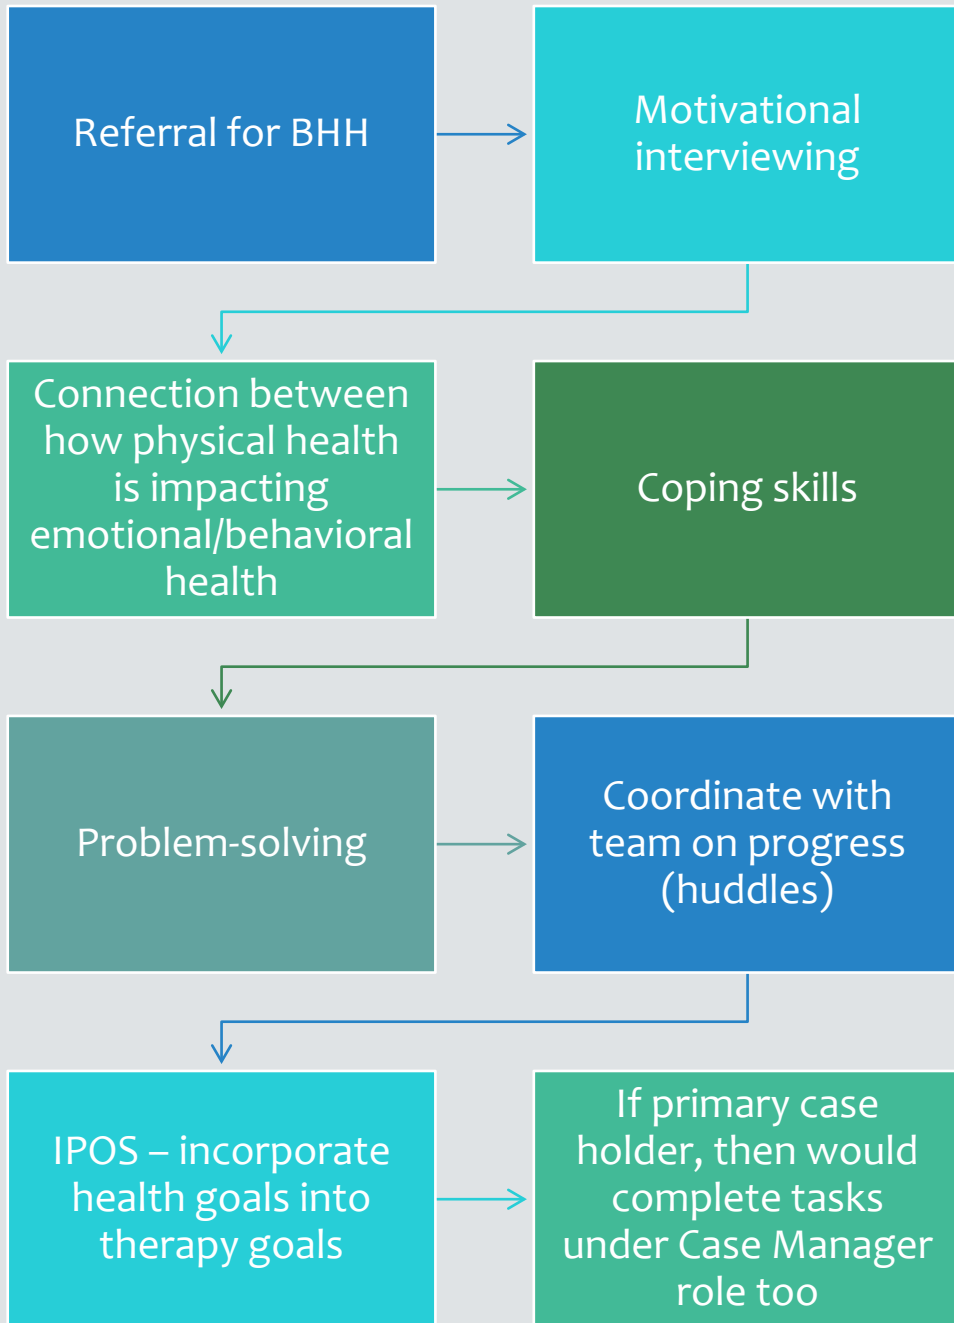 Referral for BHH
Motivational
interviewing
Connection between
how physical health
is impacting
emotional/behavioral
health
Coping skills
Problem-solving
Coordinate with
team on progress
(huddles)
IPOS – incorporate
health goals into
therapy goals
If primary case
holder, then would
complete tasks
under Case Manager
role too